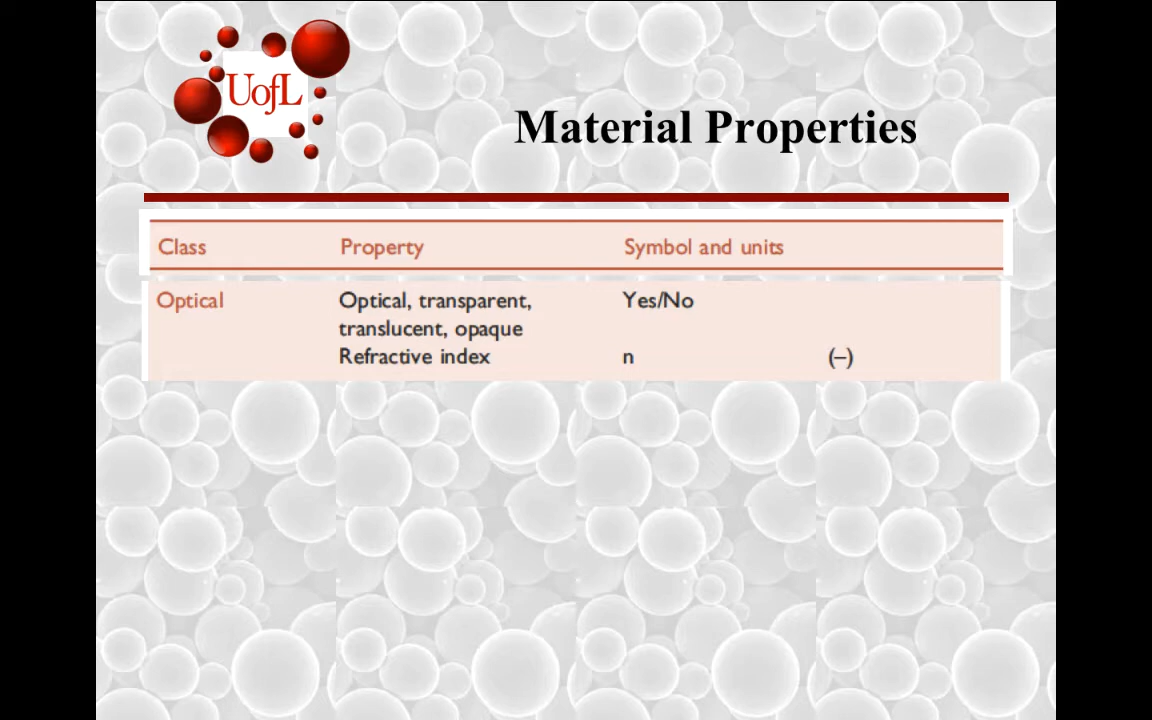 UofL
Material Properties
Class Property Symbol and units
Optical Optical, transparent, Yes/No
translucent, opaque
Refractive index n (–)